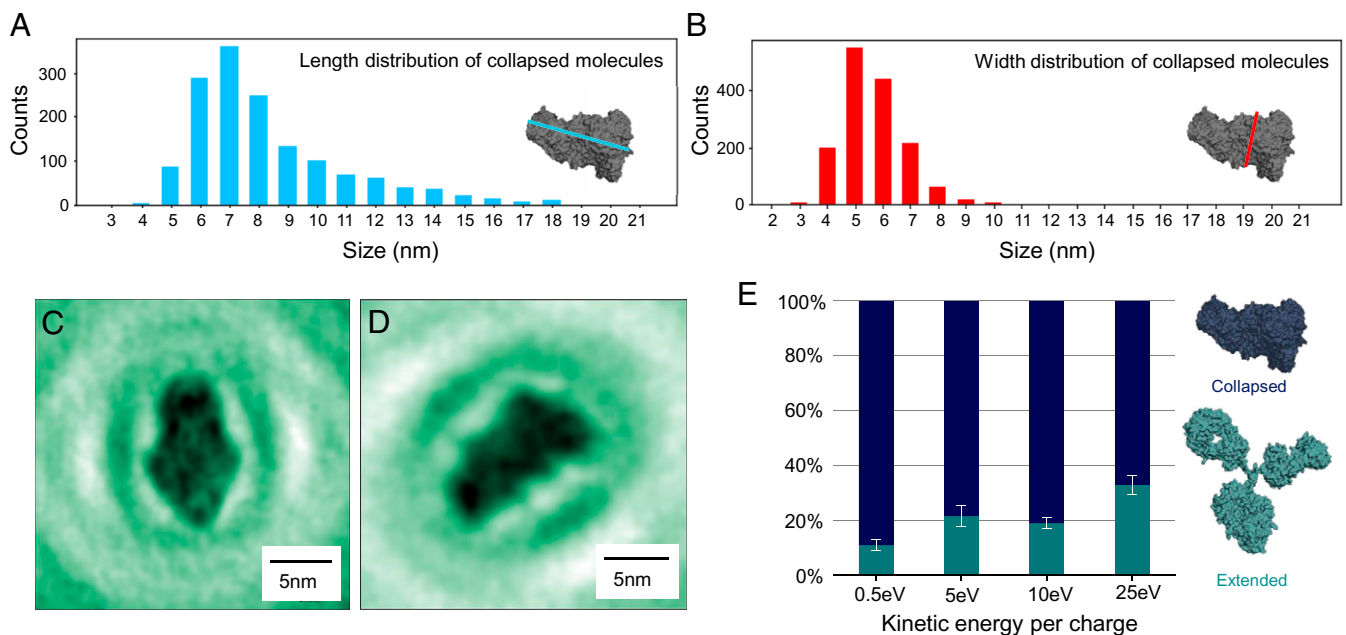 A
Length distribution of collapsed molecules
Counts
300
200
100
0
3 4 5 6 7 8 9 10 11 12 13 14 15 16 17 18 19 20 21
Size (nm)
B
Width distribution of collapsed molecules
Counts
400
200
0
2 3 4 5 6 7 8 9 10 11 12 13 14 15 16 17 18 19 20 21
Size (nm)
C
5nm
D
5nm
E
100%
80%
60%
40%
20%
0%
0.5eV 5eV 10eV 25eV
Kinetic energy per charge
Collapsed
Extended